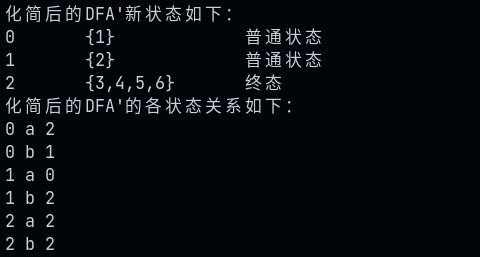 化简后的DFA'新状态如下:
0 {1} 普通状态
1 {2} 普通状态
2 {3,4,5,6} 终态
化简后的DFA'的各状态关系如下:
0 a 2
0 b 1
1 a 0
1 b 2
2 a 2
2 b 2